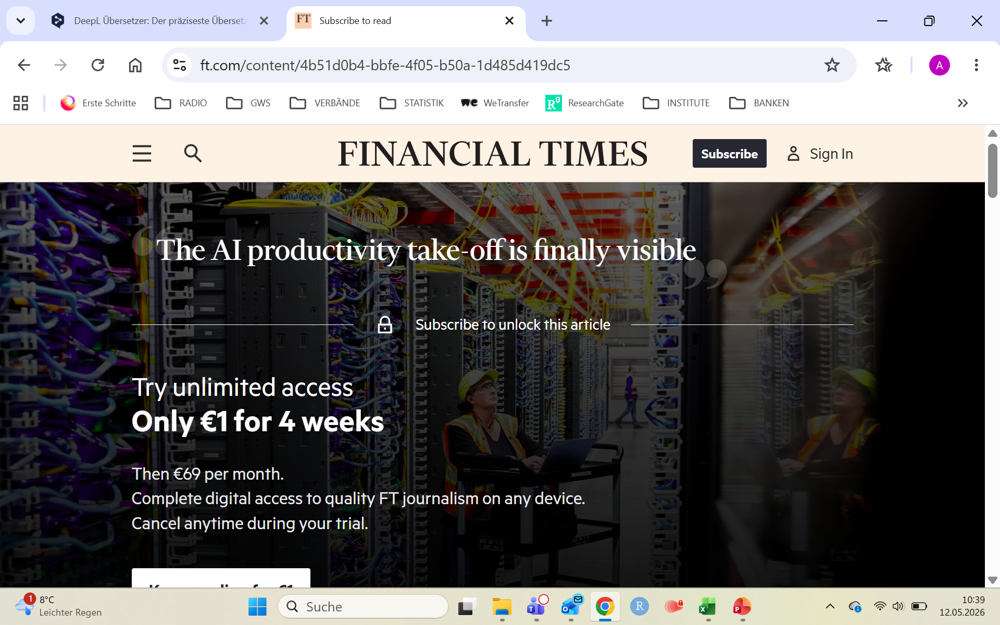 DeepL Übersetzer: Der präziseste Übersetz
FT
Subscribe to read
ft.com/content/4b51d0b4-bbfe-4f05-b50a-1d485d419dc5
A
Erste Schritte
RADIO
GWS
VERBÄNDE
STATISTIK
WeTransfer
ResearchGate
INSTITUTE
BANKEN
FINANCIAL TIMES
Subscribe
Sign In
“The AI productivity take-off is finally visible”
Subscribe to unlock this article
Try unlimited access
Only €1 for 4 weeks
Then €69 per month.
Complete digital access to quality FT journalism on any device.
Cancel anytime during your trial.
1
8°C
Leichter Regen
Suche
10:39
12.05.2026